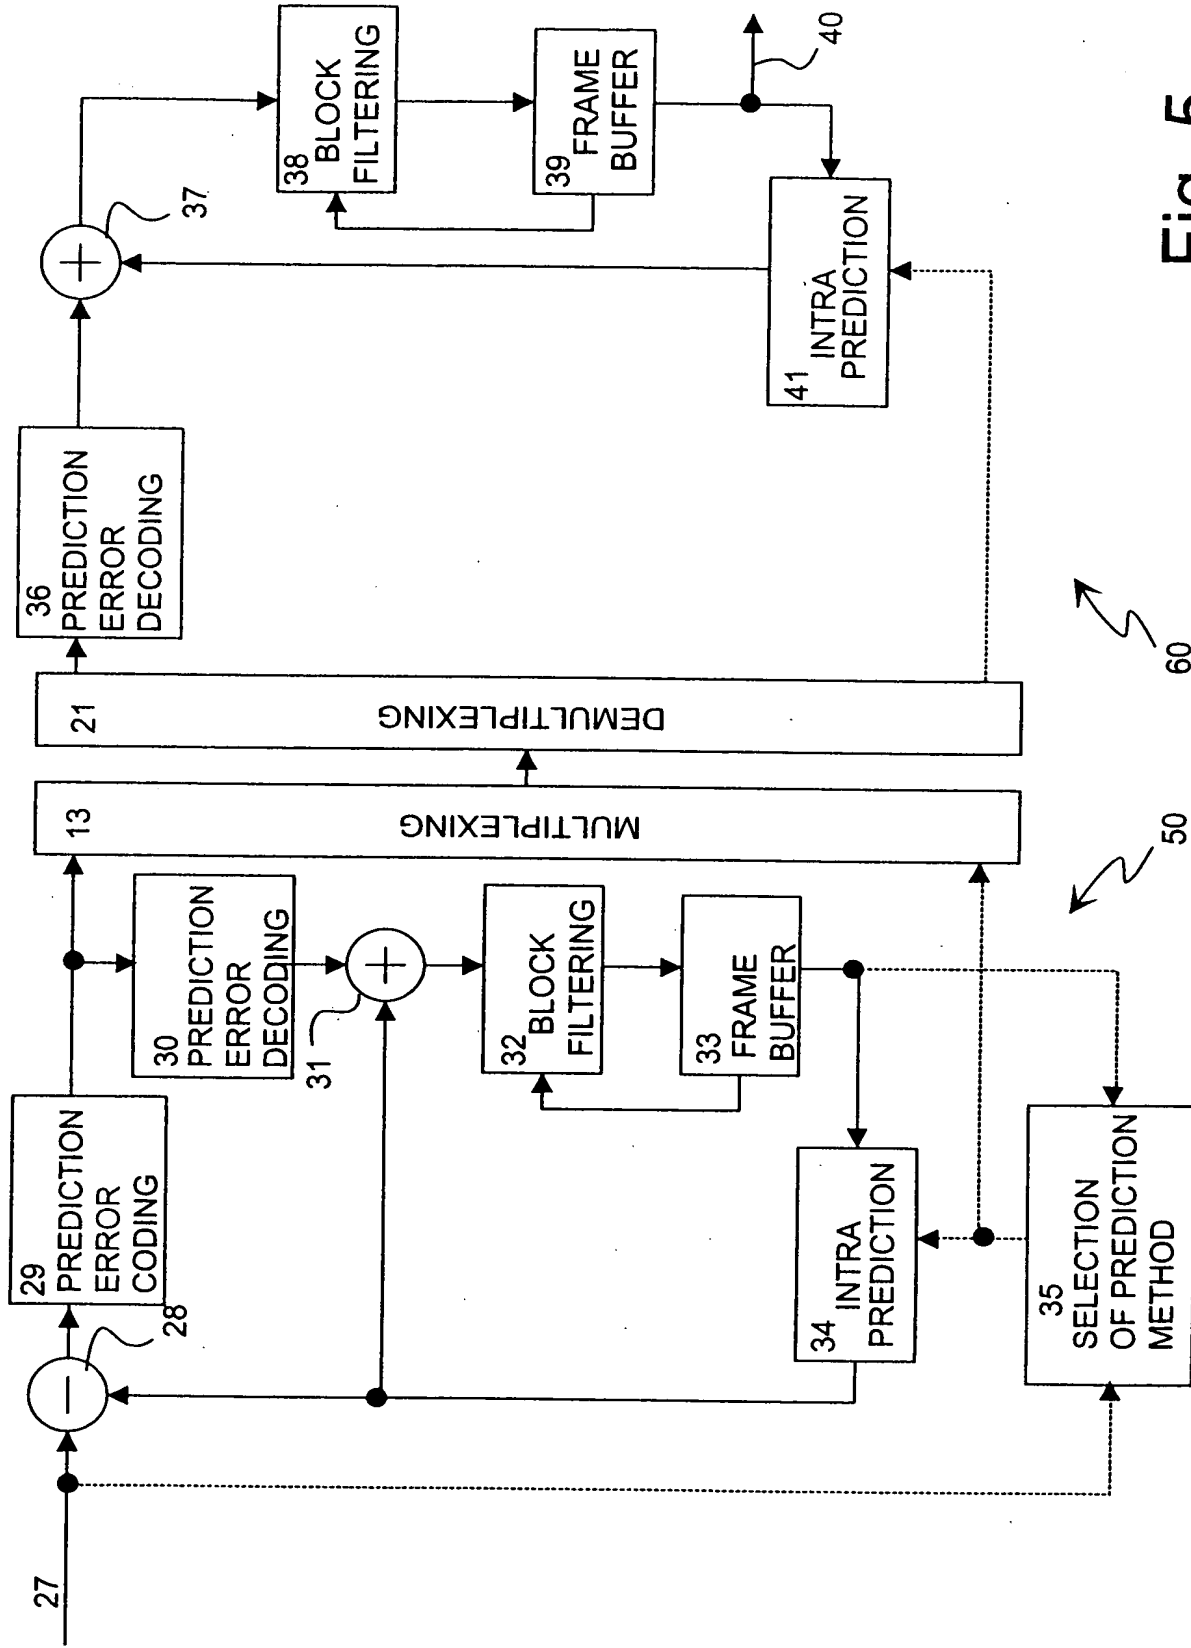 27
28
29
PREDICTION
ERROR
CODING
30
PREDICTION
ERROR
DECODING
31
32
BLOCK
FILTERING
33
FRAME
BUFFER
34
INTRA
PREDICTION
35
SELECTION
OF PREDICTION
METHOD
13
MULTIPLEXING
50
21
DEMULTIPLEXING
60
36
PREDICTION
ERROR
DECODING
37
38
BLOCK
FILTERING
39
FRAME
BUFFER
40
41
INTRA
PREDICTION
Fig. 5